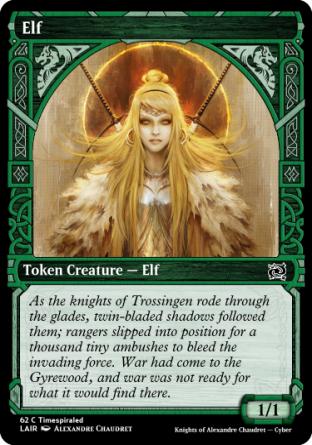 Elf
Token Creature — Elf
As the knights of Trossingen rode through
the glades, twin-bladed shadows followed
them; rangers slipped into position for a
thousand tiny ambushes to bleed the
invading force. War had come to the
Gyrewood, and war was not ready for
what it would find there.
1/1
62 C Timespiraled
LAIR Alexandre Chaudret
Knights of Alexandre Chaudret — Cyber